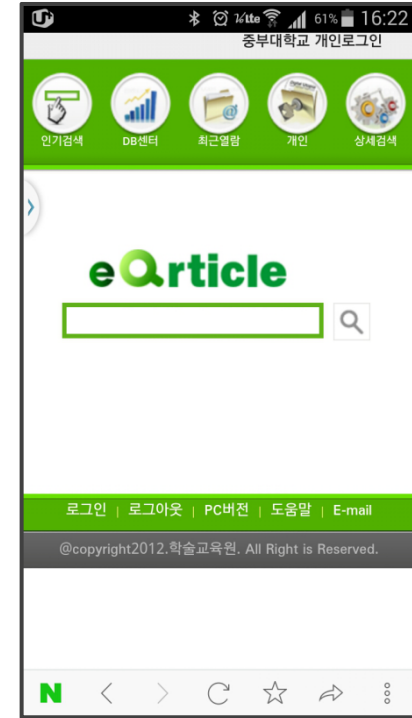 61% 16:22
중부대학교 개인로그인
인기검색 DB센터 최근열람 개인 상세검색
eArticle
로그인 | 로그아웃 | PC버전 | 도움말 | E-mail
@copyright2012.학술교육원. All Right is Reserved.
N